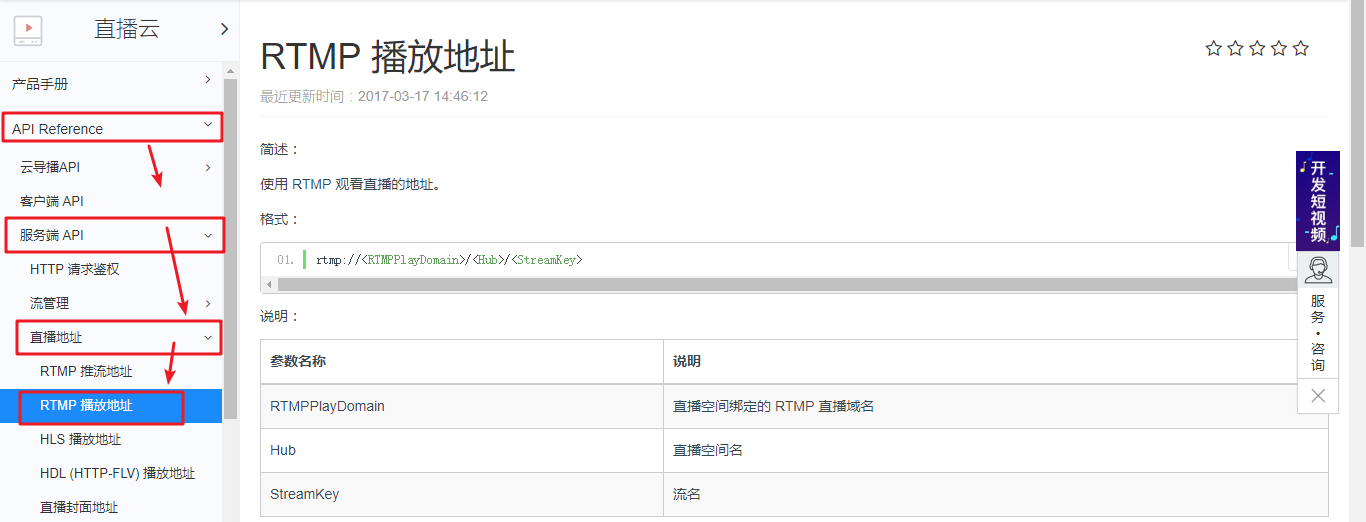 直播云
产品手册
API Reference
云导播API
客户端 API
服务端 API
HTTP 请求鉴权
流管理
直播地址
RTMP 推流地址
RTMP 播放地址
HLS 播放地址
HDL (HTTP-FLV) 播放地址
直播封面地址
RTMP 播放地址
最近更新时间：2017-03-17 14:46:12
简述：
使用 RTMP 观看直播的地址。
格式：
01. rtmp://<RTMPPlayDomain>/<Hub>/<StreamKey>
说明：
参数名称 说明
RTMPPlayDomain 直播空间绑定的 RTMP 直播域名
Hub 直播空间名
StreamKey 流名
开发短视频
服务·咨询